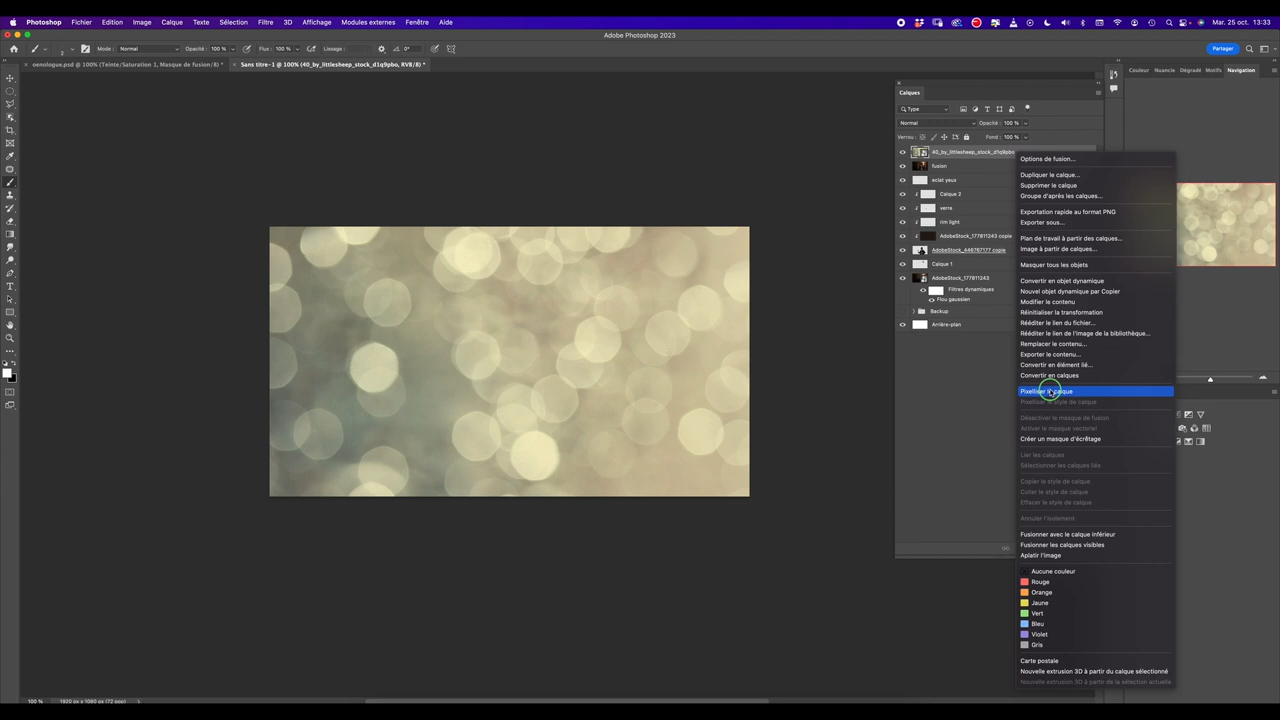 Photoshop Fichier Edition Image Calque Texte Sélection Filtre 3D Affichage Modules externes Fenêtre Aide Mar. 25 oct. 13:33
Adobe Photoshop 2023
2 Mode : Normal Opacité : 100 % Flux : 100 % Lissage : 0° Partager
× oenologue.psd @ 100% (Teinte/Saturation 1, Masque de fusion/8) * × Sans titre-1 @ 100% (40_by_littlesheep_stock_d1q9pbo, RVB/8) *
Couleur Nuancie Dégradé Motifs Navigation
Calques
Type
Normal Opacité : 100 %
Verrou : Fond : 100 %
40_by_littlesheep_stock_d1q9pbo
fusion
eclat yeux
Calque 2
verre
rim light
AdobeStock_177811243 copie
AdobeStock_446767177 copie
Calque 1
AdobeStock_177811243
Filtres dynamiques
Flou gaussien
Backup
Arrière-plan
Options de fusion...
Dupliquer le calque...
Supprimer le calque
Groupe d'après les calques...
Exportation rapide au format PNG
Exporter sous...
Plan de travail à partir des calques...
Image à partir de calques...
Masquer tous les objets
Convertir en objet dynamique
Nouvel objet dynamique par Copier
Modifier le contenu
Réinitialiser la transformation
Rééditer le lien du fichier...
Rééditer le lien de l'image de la bibliothèque...
Remplacer le contenu...
Exporter le contenu...
Convertir en élément lié...
Convertir en calques
Pixelliser le calque
Pixelliser le style de calque
Désactiver le masque de fusion
Activer le masque vectoriel
Créer un masque d'écrêtage
Lier les calques
Sélectionner les calques liés
Copier le style de calque
Coller le style de calque
Effacer le style de calque
Annuler l'isolement
Fusionner avec le calque inférieur
Fusionner les calques visibles
Aplatir l'image
Aucune couleur
Rouge
Orange
Jaune
Vert
Bleu
Violet
Gris
Carte postale
Nouvelle extrusion 3D à partir du calque sélectionné
Nouvelle extrusion 3D à partir de la sélection actuelle
100 % 1920 px x 1080 px (72 ppp)